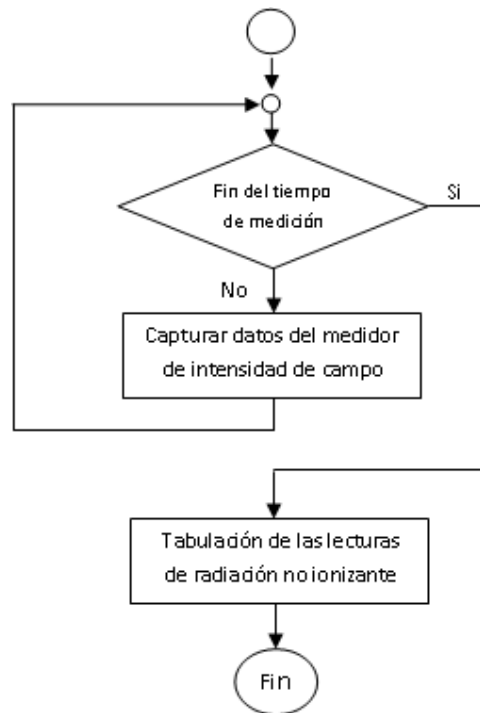 Fin del tiempo
de medición
Si
No
Capturar datos del medidor
de intensidad de campo
Tabulación de las lecturas
de radiación no ionizante
Fin